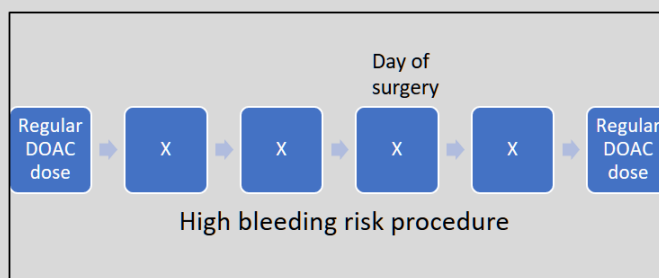 Day of
surgery
Regular
DOAC
dose
X
X
X
X
Regular
DOAC
dose
High bleeding risk procedure